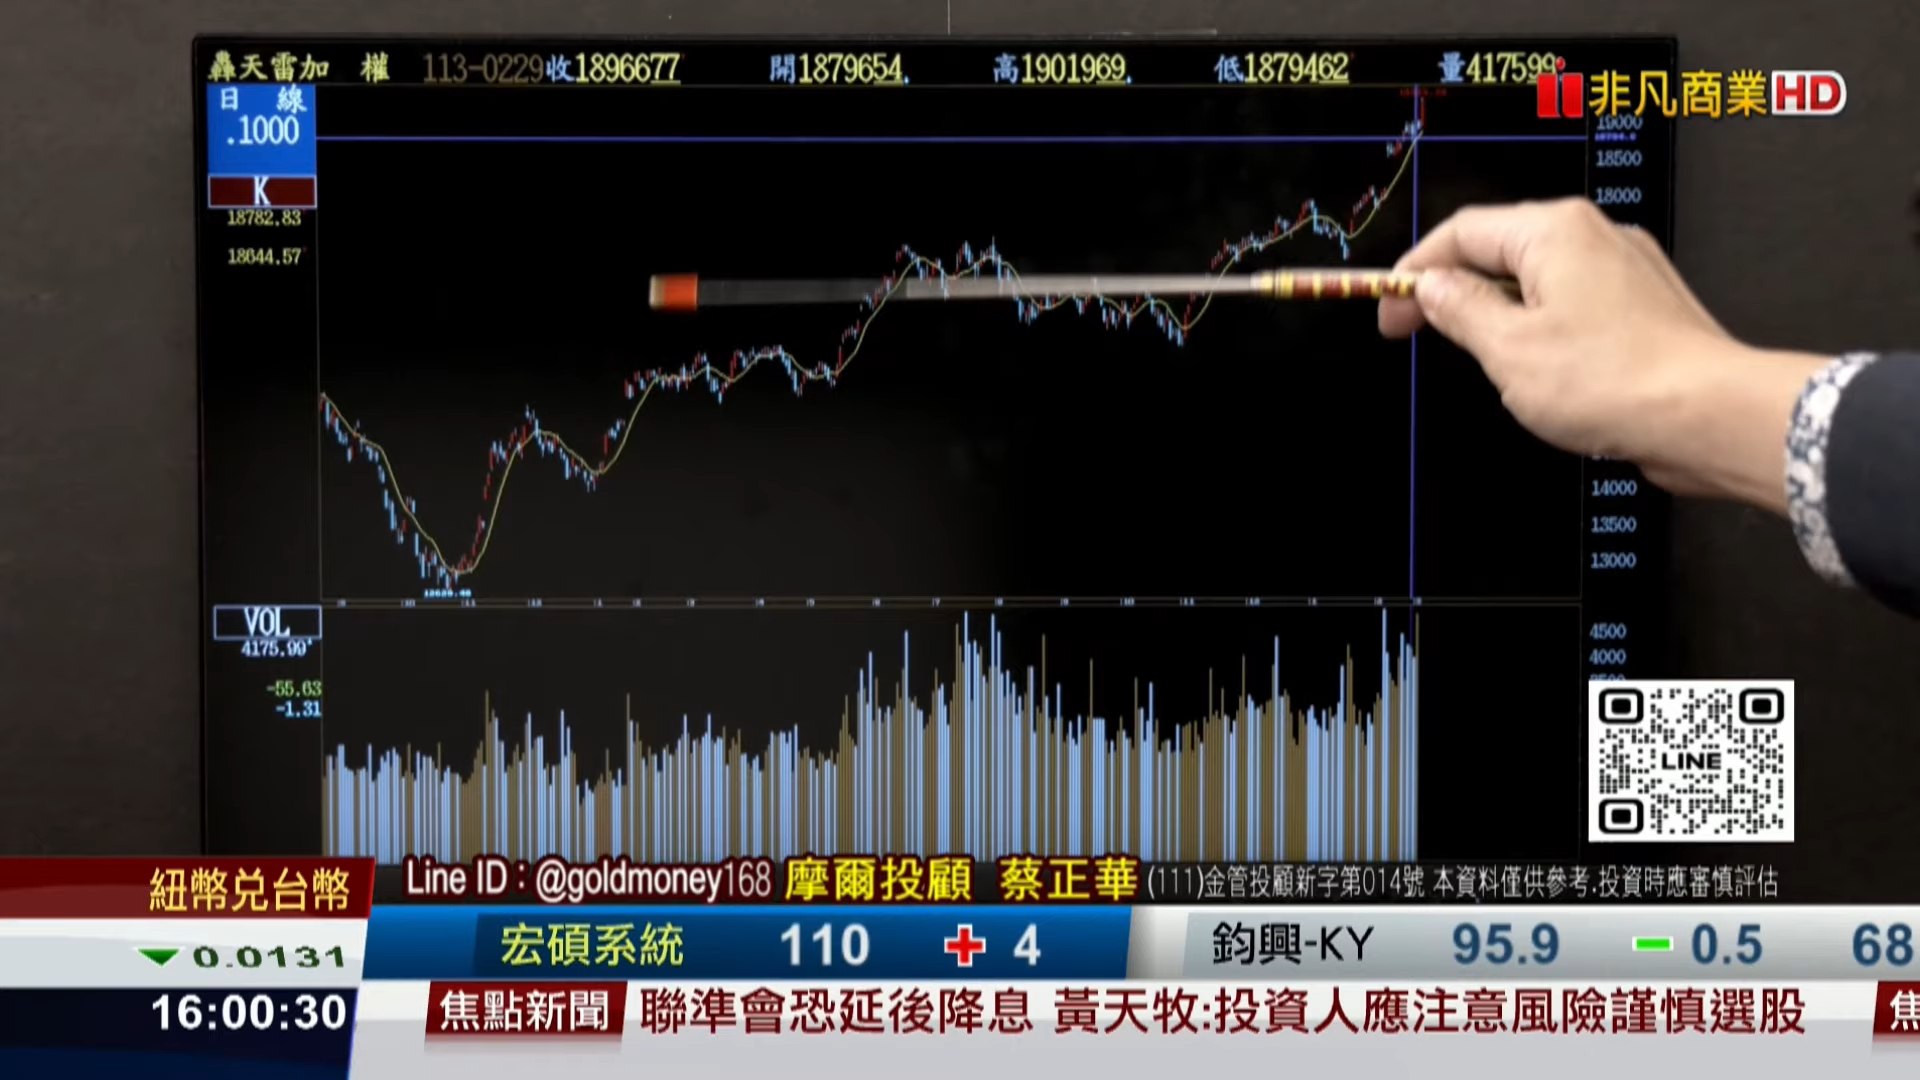 轟天雷加 權 113-0229收1896677 開1879654. 高1901969. 低1879462 量417599
非凡商業HD
日 線
.1000
K
18782.83
18644.57
19000
18500
18000
14000
13500
13000
VOL
4175.99
-55.63
-1.31
4500
4000
LINE
Line ID : @goldmoney168 摩爾投顧 蔡正華 (111)金管投顧新字第014號 本資料僅供參考.投資時應審慎評估
紐幣兌台幣
0.0131
宏碩系統 110 + 4 鈞興-KY 95.9 - 0.5 68
16:00:30
焦點新聞 聯準會恐延後降息 黃天牧:投資人應注意風險謹慎選股 焦